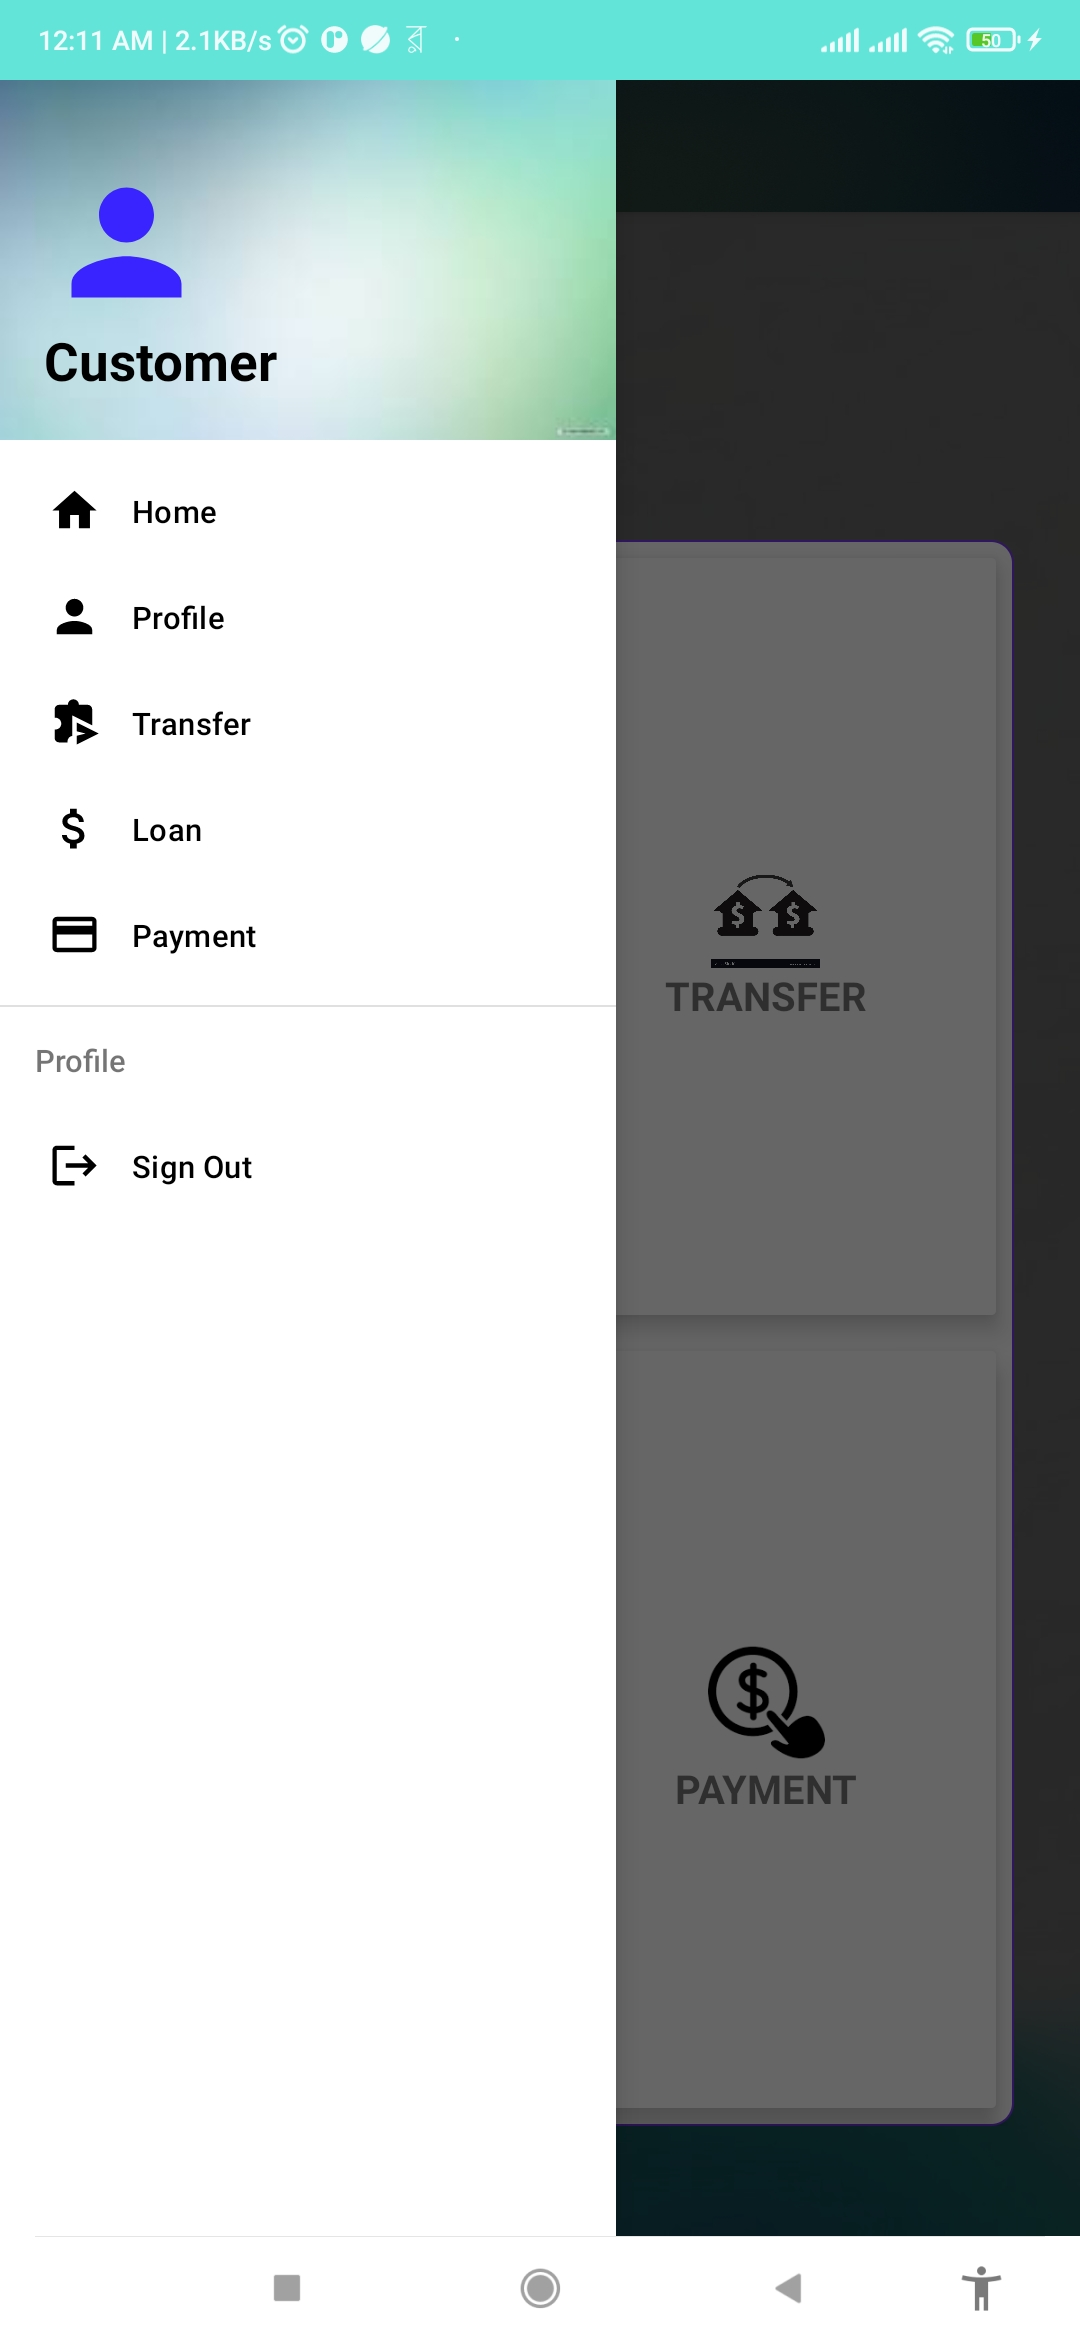 12:11 AM | 2.1KB/s
50
Customer
Home
Profile
Transfer
Loan
Payment
Profile
Sign Out
TRANSFER
PAYMENT